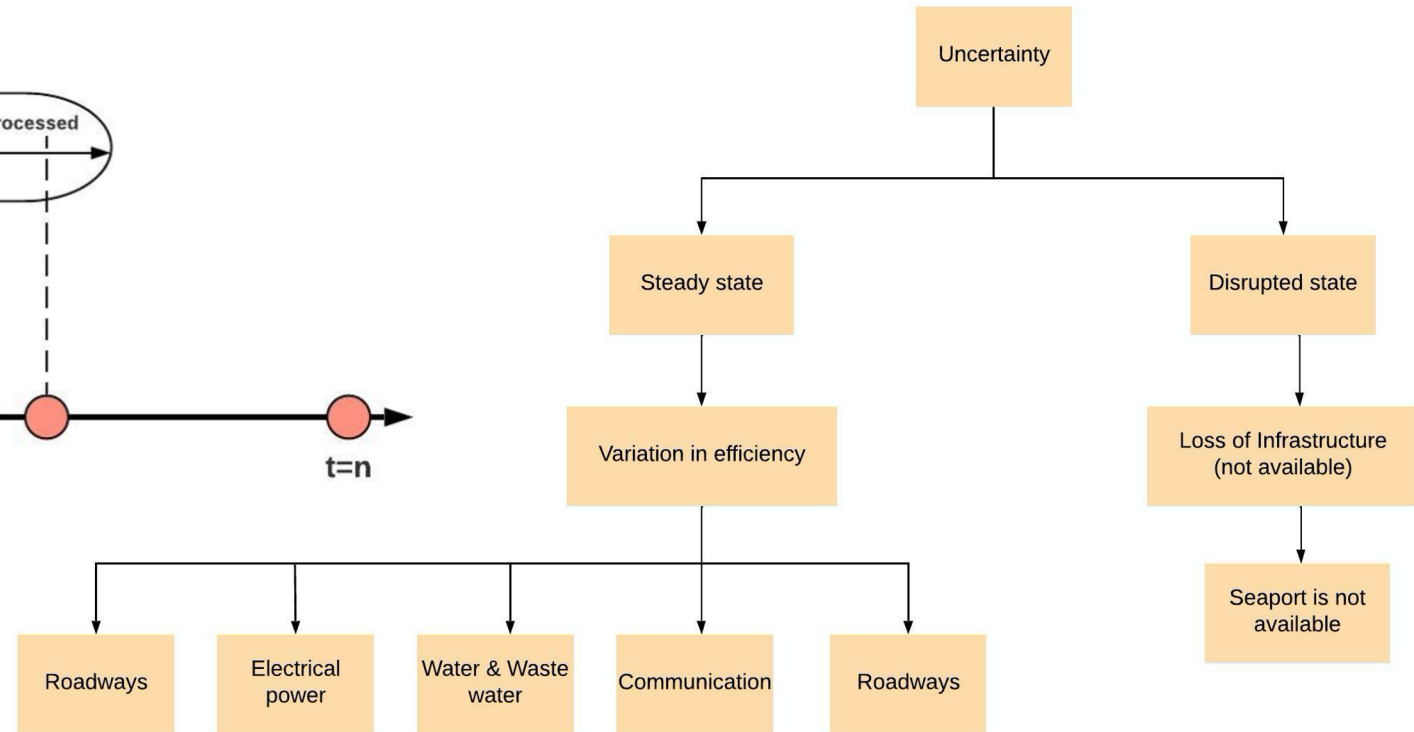 Uncertainty
rocessed
Steady state
Disrupted state
Variation in efficiency
Loss of Infrastructure
(not available)
t=n
Seaport is not
available
Roadways
Electrical
power
Water & Waste
water
Communication
Roadways